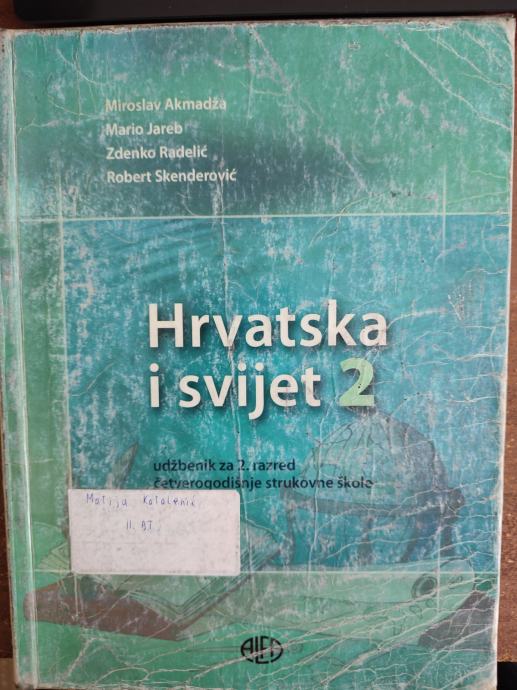 Miroslav Akmadža
Mario Jareb
Zdenko Radelić
Robert Skenderović
Hrvatska
i svijet 2
udžbenik za 2. razred
četverogodišnje strukovne škole
Matija
II. BT
ALFA